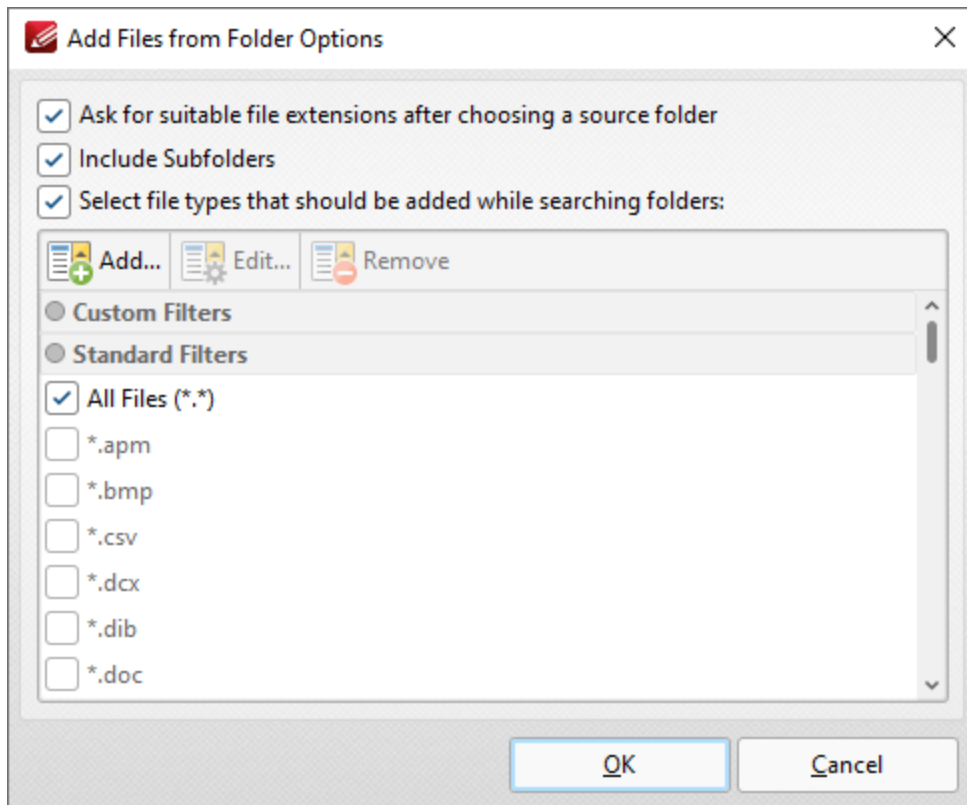 Add Files from Folder Options
Ask for suitable file extensions after choosing a source folder
Include Subfolders
Select file types that should be added while searching folders:
Add... Edit... Remove
Custom Filters
Standard Filters
All Files (*.*)
*.apm
*.bmp
*.csv
*.dcx
*.dib
*.doc
OK Cancel